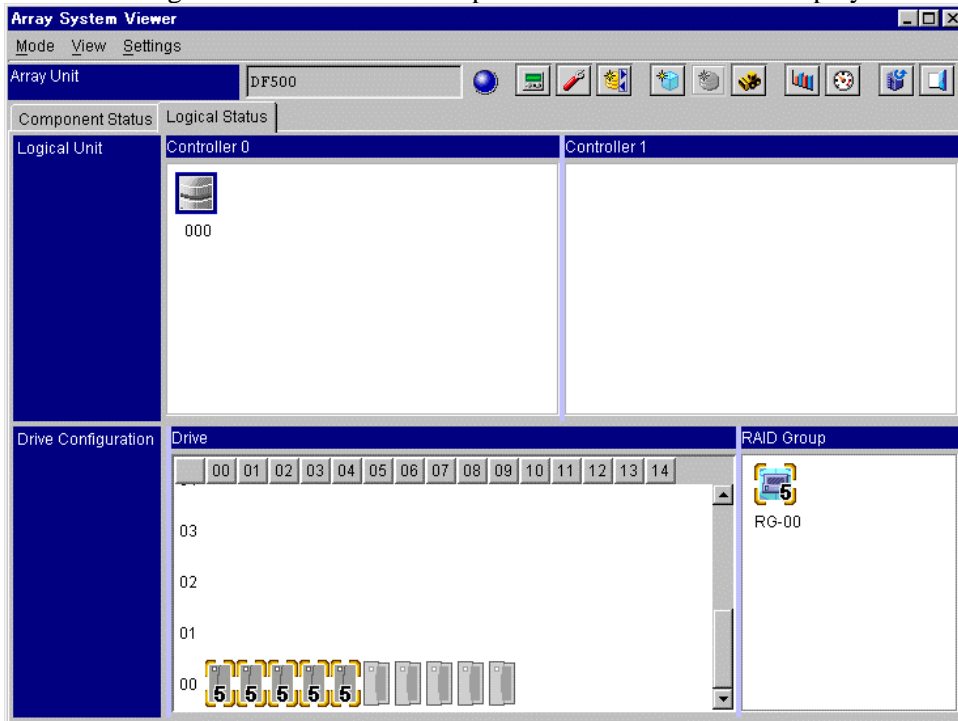 Array System Viewer
Mode View Settings
Array Unit
DF500
Component Status Logical Status
Logical Unit
Controller 0
Controller 1
000
Drive Configuration
Drive
RAID Group
00 01 02 03 04 05 06 07 08 09 10 11 12 13 14
5
RG-00
03
02
01
00
5 5 5 5 5